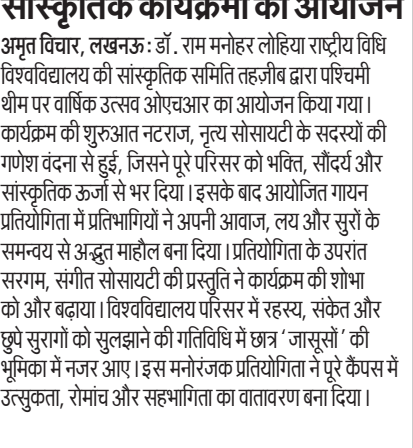 सांस्कृतिक कार्यक्रमों का आयोजन
अमृत विचार, लखनऊ : डॉ. राम मनोहर लोहिया राष्ट्रीय विधि
विश्वविद्यालय की सांस्कृतिक समिति तहज़ीब द्वारा पश्चिमी
थीम पर वार्षिक उत्सव ओएचआर का आयोजन किया गया।
कार्यक्रम की शुरुआत नटराज, नृत्य सोसायटी के सदस्यों की
गणेश वंदना से हुई, जिसने पूरे परिसर को भक्ति, सौंदर्य और
सांस्कृतिक ऊर्जा से भर दिया। इसके बाद आयोजित गायन
प्रतियोगिता में प्रतिभागियों ने अपनी आवाज, लय और सुरों के
समन्वय से अद्भुत माहौल बना दिया। प्रतियोगिता के उपरांत
सरगम, संगीत सोसायटी की प्रस्तुति ने कार्यक्रम की शोभा
को और बढ़ाया। विश्वविद्यालय परिसर में रहस्य, संकेत और
छुपे सुरागों को सुलझाने की गतिविधि में छात्र ‘जासूसों’ की
भूमिका में नजर आए। इस मनोरंजक प्रतियोगिता ने पूरे कैंपस में
उत्सुकता, रोमांच और सहभागिता का वातावरण बना दिया।